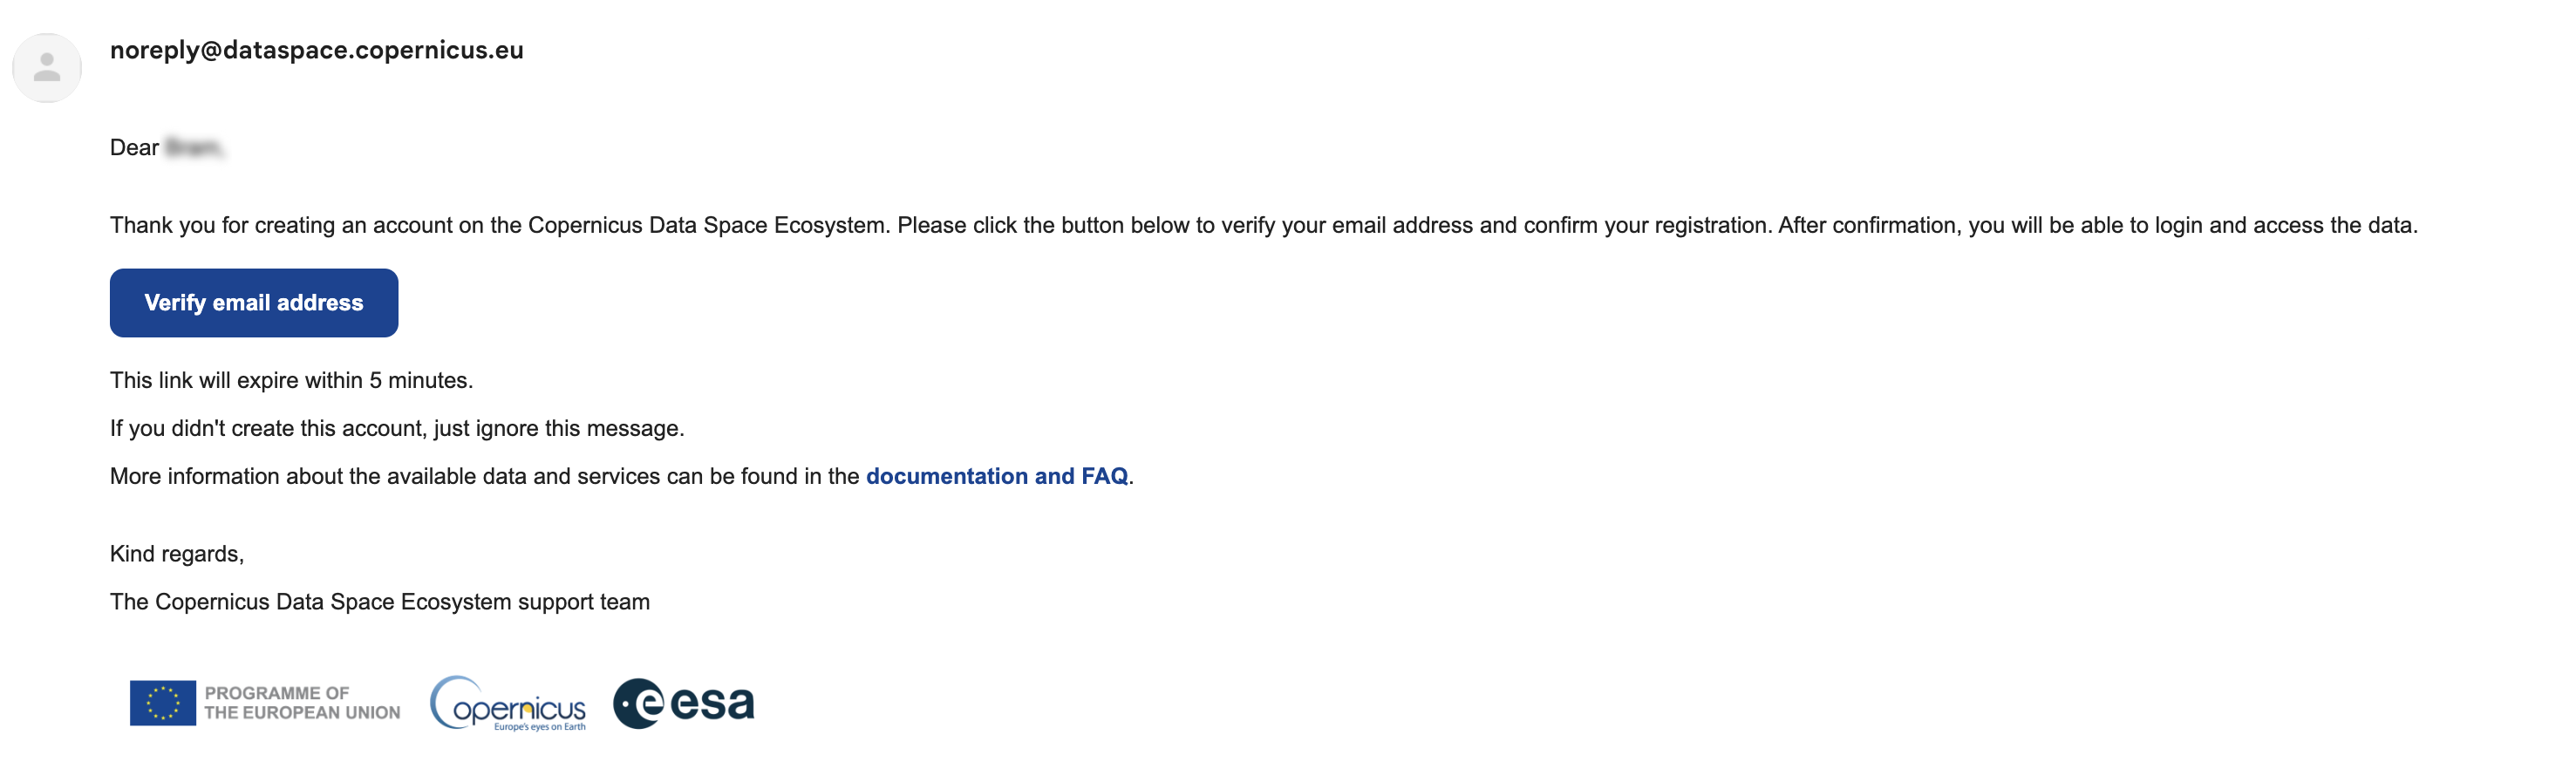 noreply@dataspace.copernicus.eu
Dear
Thank you for creating an account on the Copernicus Data Space Ecosystem. Please click the button below to verify your email address and confirm your registration. After confirmation, you will be able to login and access the data.
Verify email address
This link will expire within 5 minutes.
If you didn't create this account, just ignore this message.
More information about the available data and services can be found in the documentation and FAQ.
Kind regards,
The Copernicus Data Space Ecosystem support team
PROGRAMME OF
THE EUROPEAN UNION
Copernicus
Europe's eyes on Earth
esa